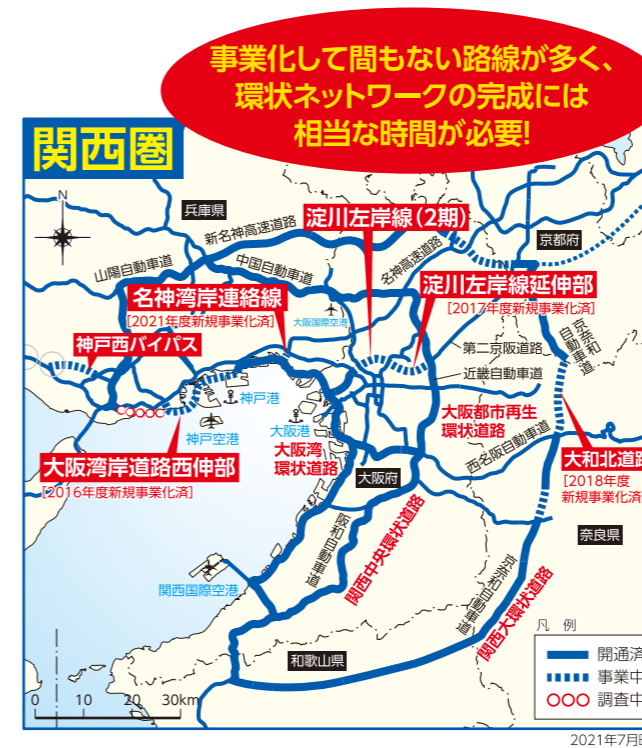 事業化して間もない路線が多く、
環状ネットワークの完成には
相当な時間が必要!
関西圏
N
兵庫県
新名神高速道路
淀川左岸線(2期)
名神高速道路
京都府
山陽自動車道
中国自動車道
淀川左岸線延伸部
[2017年度新規事業化済]
名神湾岸連絡線
[2021年度新規事業化済]
大阪国際空港
神戸西バイパス
第二京阪道路
京奈和
自動車道
近畿自動車道
神戸港
神戸空港
大阪港
大阪湾
環状道路
大阪都市再生
環状道路
大阪湾岸道路西伸部
[2016年度新規事業化済]
西名阪自動車道
大和北道路
[2018年度
新規事業化済
大阪府
奈良県
阪和自動車道
関西中央環状道路
関西国際空港
京奈和自動車道
関西大環状道路
和歌山県
凡 例
開通済
事業中
調査中
0 10 20 30km
2021年7月